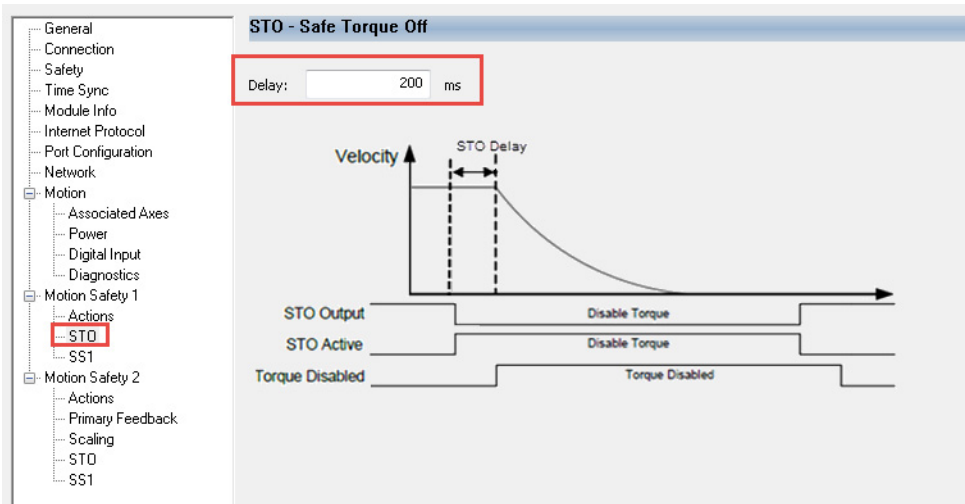 General
Connection
Safety
Time Sync
Module Info
Internet Protocol
Port Configuration
Network
Motion
Associated Axes
Power
Digital Input
Diagnostics
Motion Safety 1
Actions
STO
SS1
Motion Safety 2
Actions
Primary Feedback
Scaling
STO
SS1
STO - Safe Torque Off
Delay: 200 ms
Velocity
STO Delay
STO Output Disable Torque
STO Active Disable Torque
Torque Disabled Torque Disabled